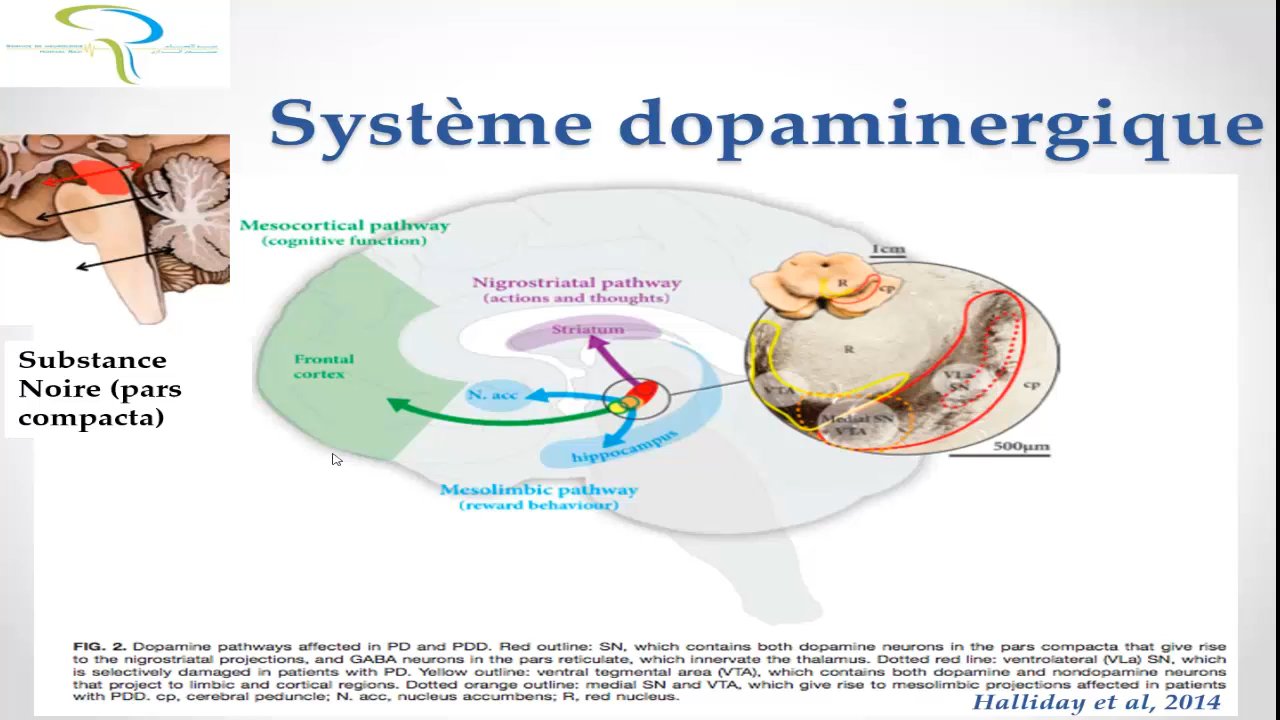 SERVICE DE NEUROLOGIE
HOPITAL RAZI
Système dopaminergique
Substance
Noire (pars
compacta)
Mesocortical pathway
(cognitive function)
Nigrostriatal pathway
(actions and thoughts)
Striatum
Frontal
cortex
N. acc
hippocampus
Mesolimbic pathway
(reward behaviour)
1cm
R
cp
R
VTA
VLa
SN
cp
Medial SN
VTA
500µm
FIG. 2. Dopamine pathways affected in PD and PDD. Red outline: SN, which contains both dopamine neurons in the pars compacta that give rise
to the nigrostriatal projections, and GABA neurons in the pars reticulate, which innervate the thalamus. Dotted red line: ventrolateral (VLa) SN, which
is selectively damaged in patients with PD. Yellow outline: ventral tegmental area (VTA), which contains both dopamine and nondopamine neurons
that project to limbic and cortical regions. Dotted orange outline: medial SN and VTA, which give rise to mesolimbic projections affected in patients
with PDD. cp, cerebral peduncle; N. acc, nucleus accumbens; R, red nucleus.
Halliday et al, 2014